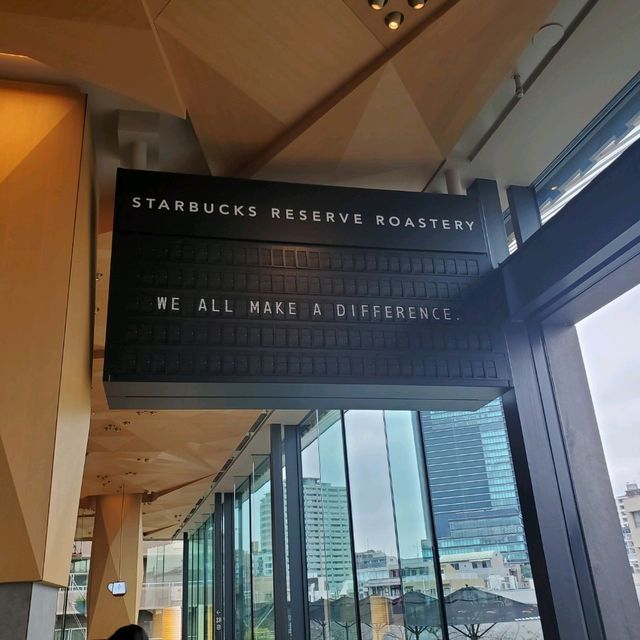 STARBUCKS RESERVE ROASTERY
WE ALL MAKE A DIFFERENCE.